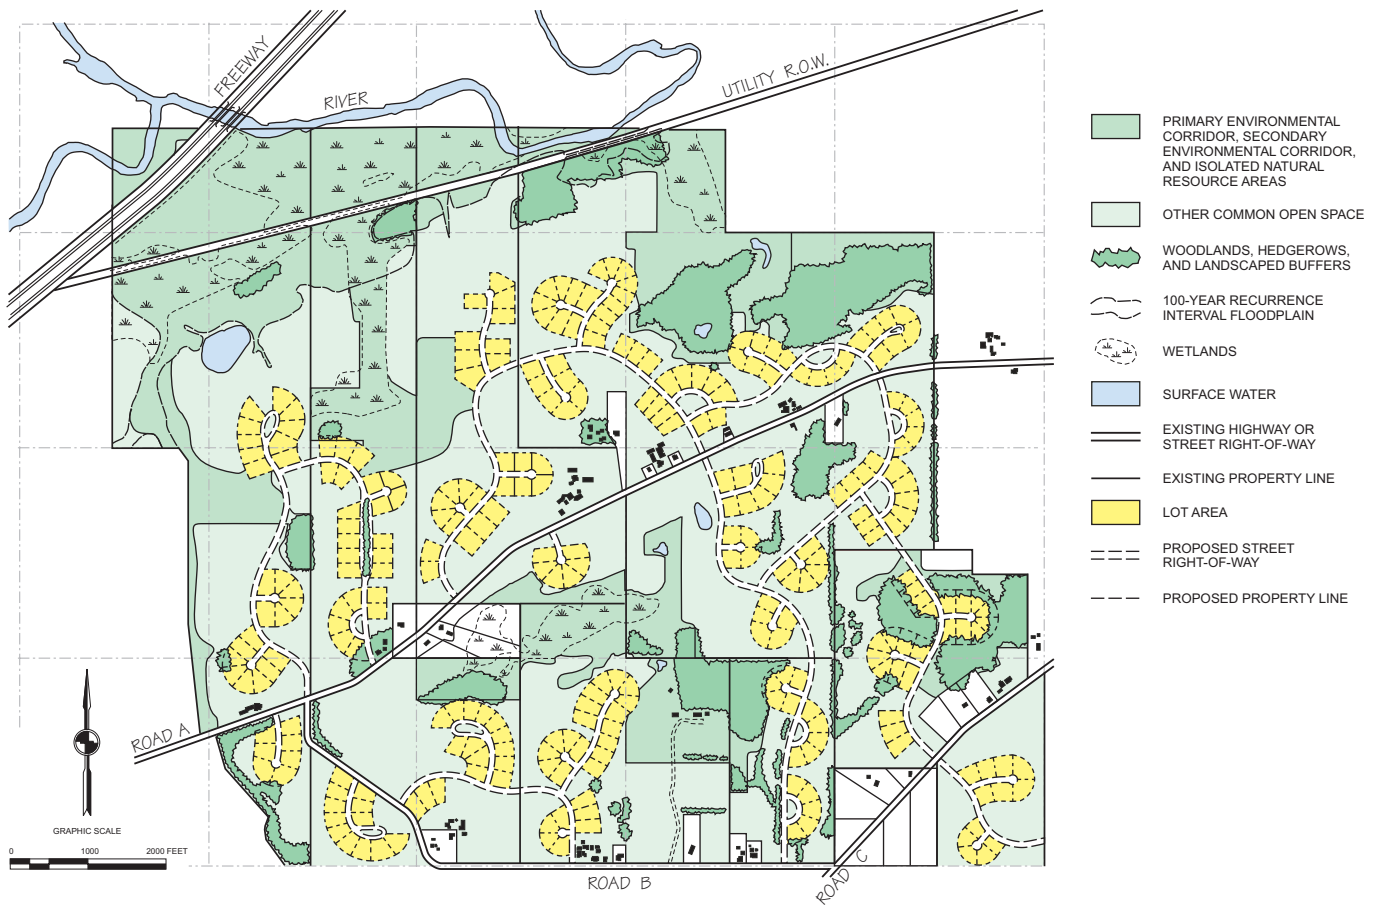 FREEWAY
RIVER
UTILITY R.O.W.
ROAD A
ROAD B
ROAD C
GRAPHIC SCALE
0 1000 2000 FEET
PRIMARY ENVIRONMENTAL
CORRIDOR, SECONDARY
ENVIRONMENTAL CORRIDOR,
AND ISOLATED NATURAL
RESOURCE AREAS
OTHER COMMON OPEN SPACE
WOODLANDS, HEDGEROWS,
AND LANDSCAPED BUFFERS
100-YEAR RECURRENCE
INTERVAL FLOODPLAIN
WETLANDS
SURFACE WATER
EXISTING HIGHWAY OR
STREET RIGHT-OF-WAY
EXISTING PROPERTY LINE
LOT AREA
PROPOSED STREET
RIGHT-OF-WAY
PROPOSED PROPERTY LINE